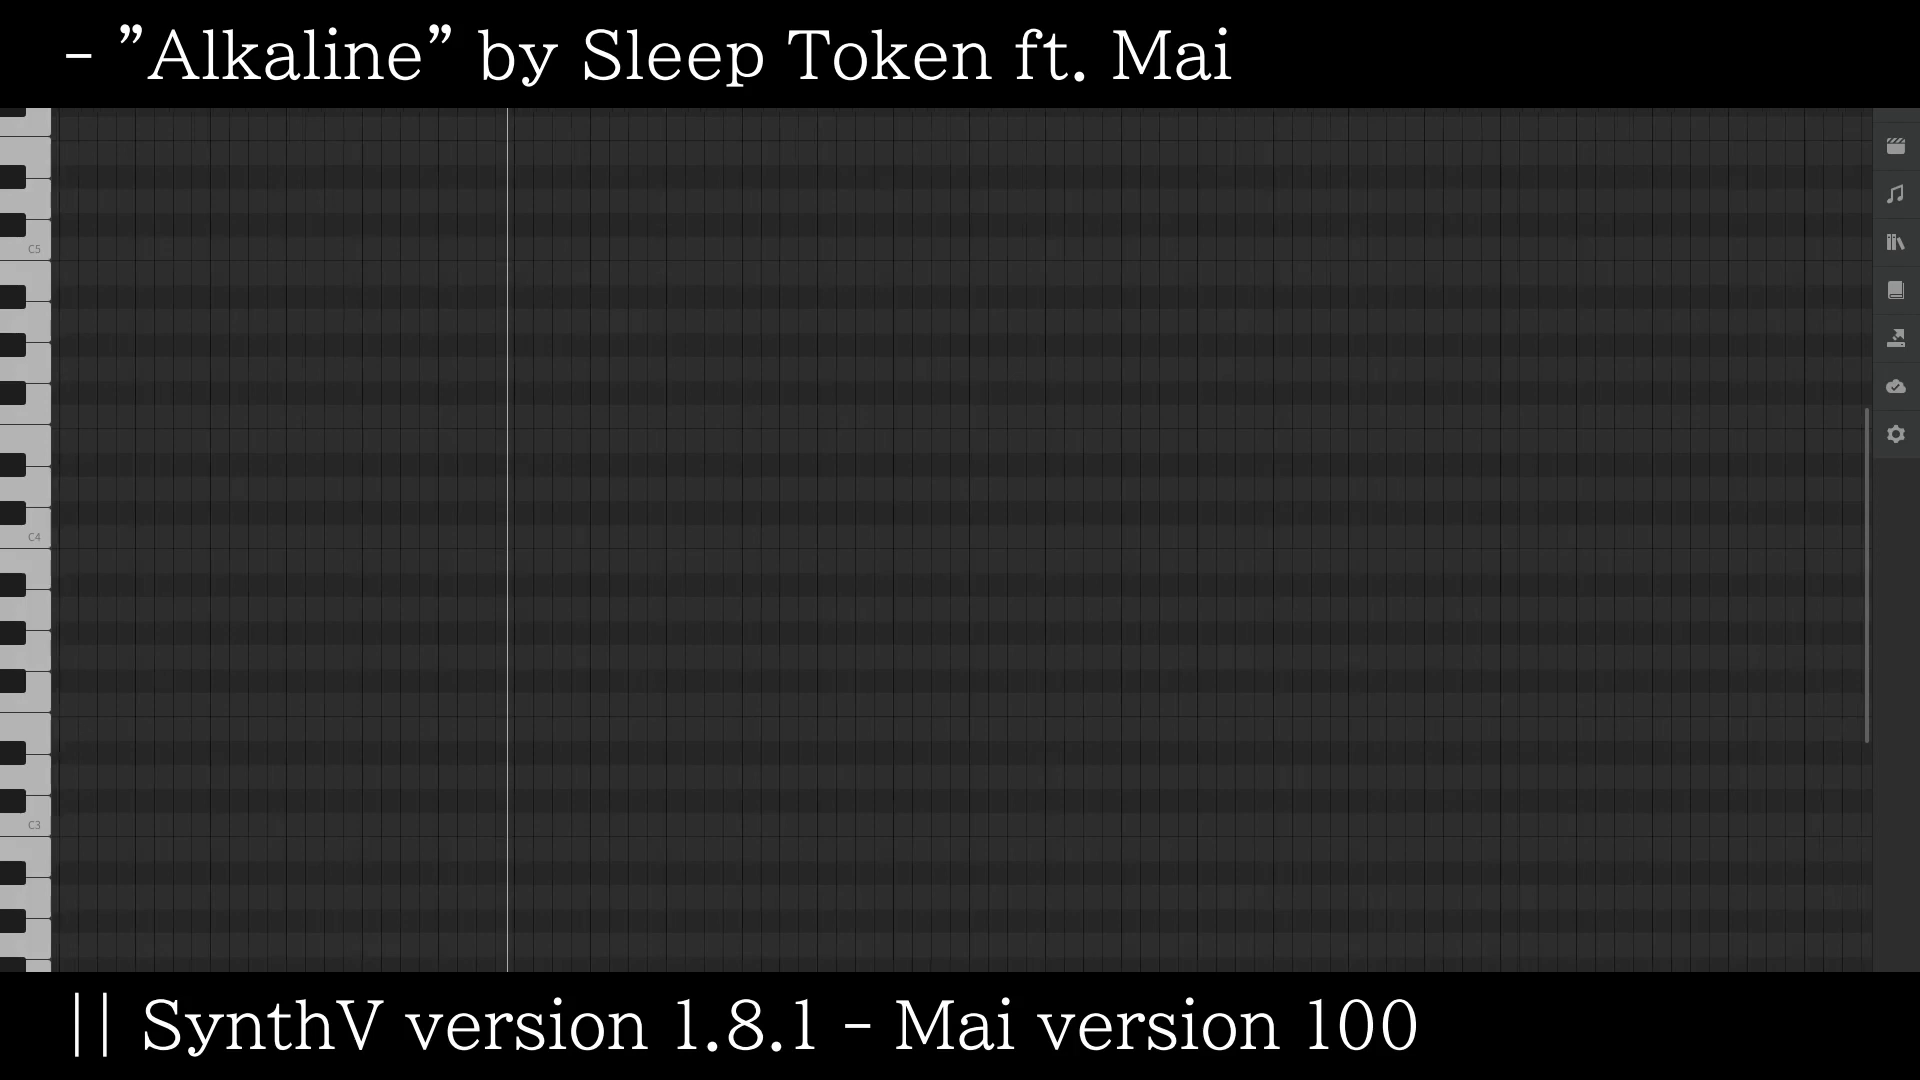 - ”Alkaline” by Sleep Token ft. Mai
C5
C4
C3
|| SynthV version 1.8.1 - Mai version 100